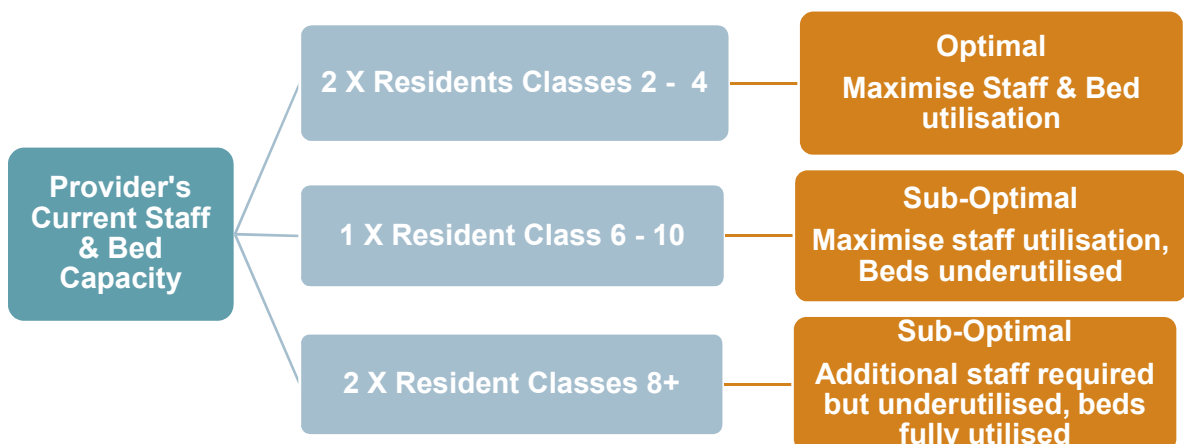 Provider's
Current Staff
& Bed
Capacity
2 X Residents Classes 2 - 4
Optimal
Maximise Staff & Bed
utilisation
1 X Resident Class 6 - 10
Sub-Optimal
Maximise staff utilisation,
Beds underutilised
2 X Resident Classes 8+
Sub-Optimal
Additional staff required
but underutilised, beds
fully utilised